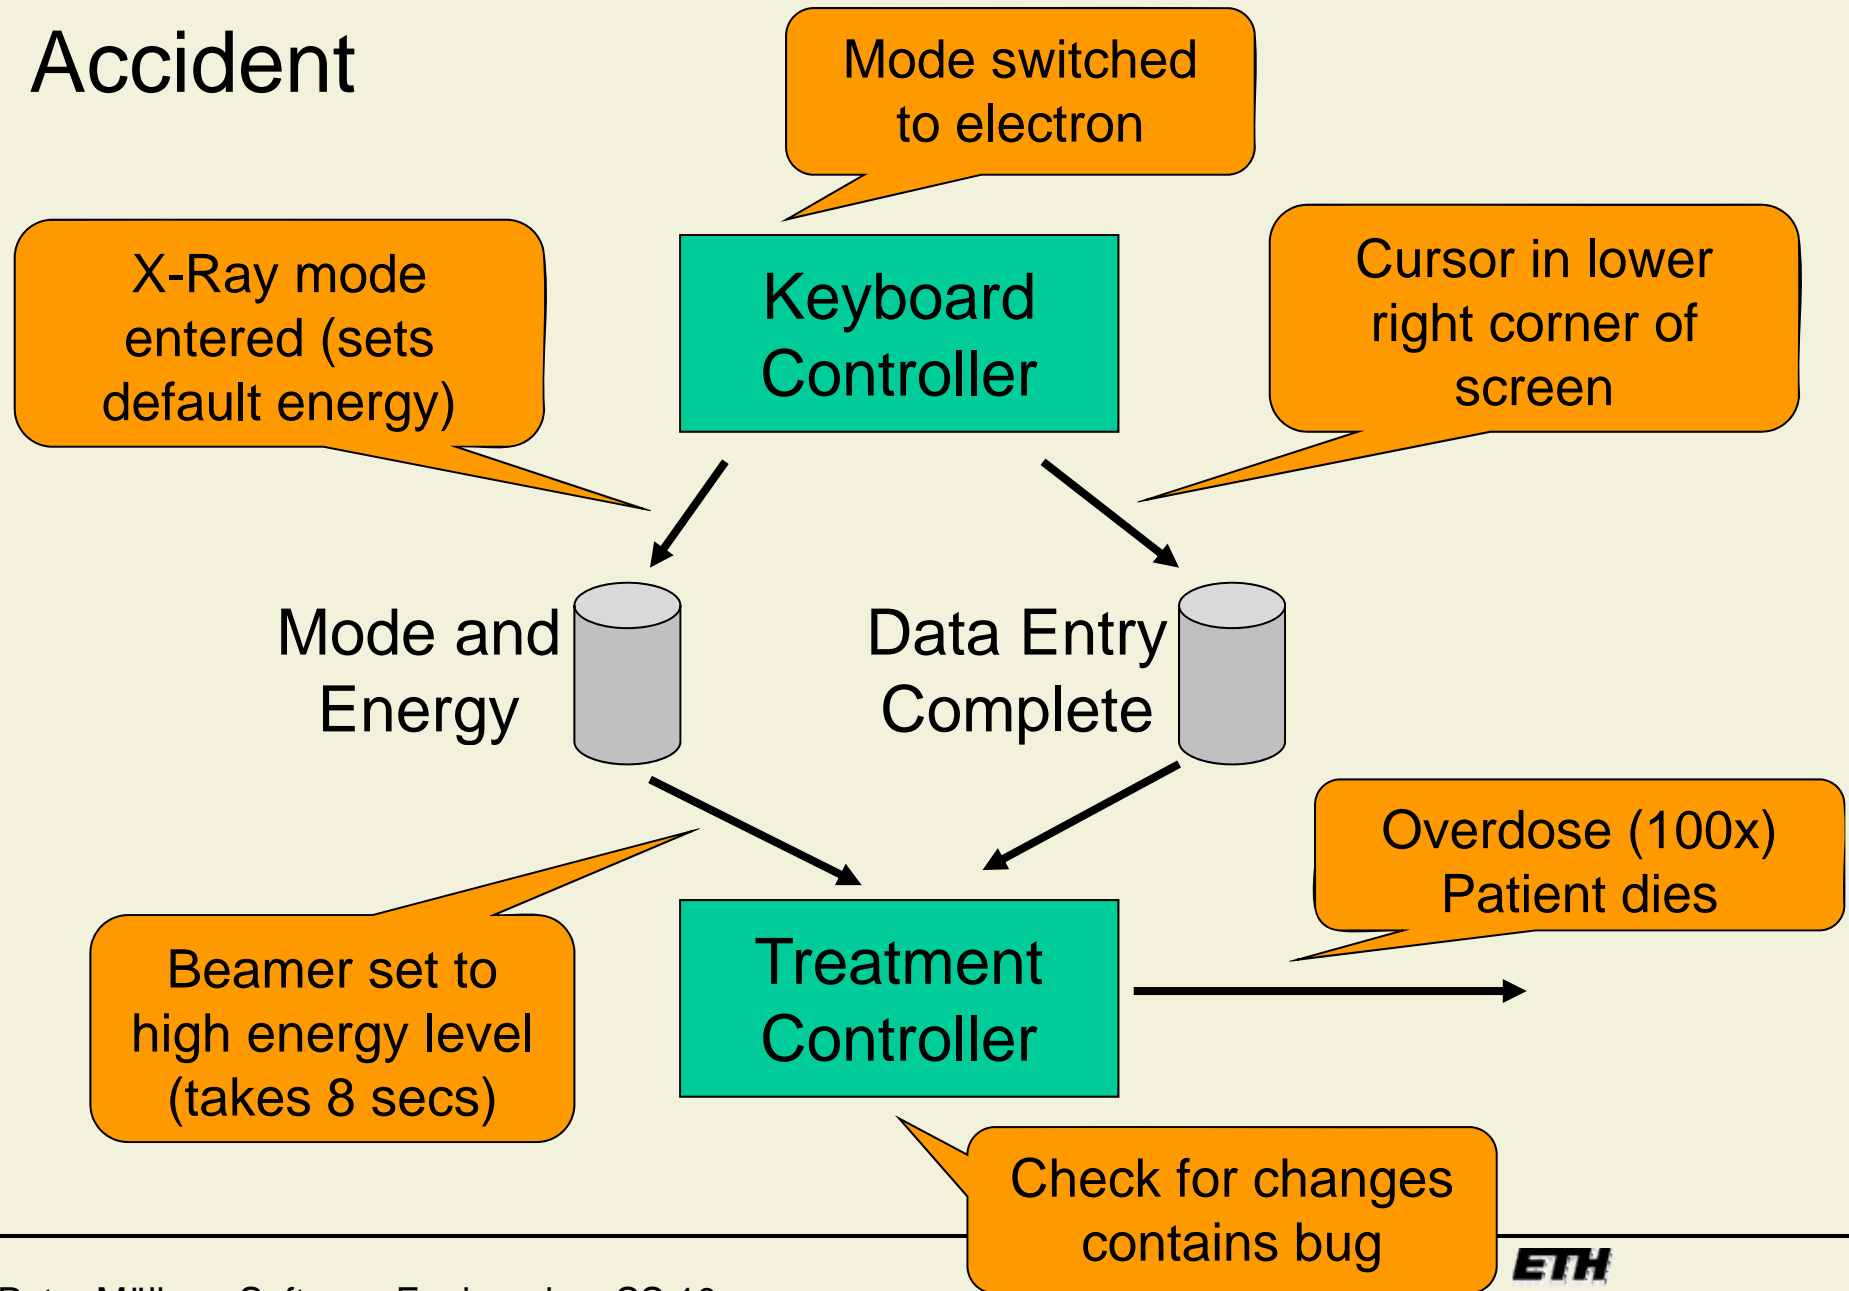 Accident
Mode switched
to electron
X-Ray mode
entered (sets
default energy)
Keyboard
Controller
Cursor in lower
right corner of
screen
Mode and
Energy
Data Entry
Complete
Overdose (100x)
Patient dies
Beamer set to
high energy level
(takes 8 secs)
Treatment
Controller
Check for changes
contains bug
ETH